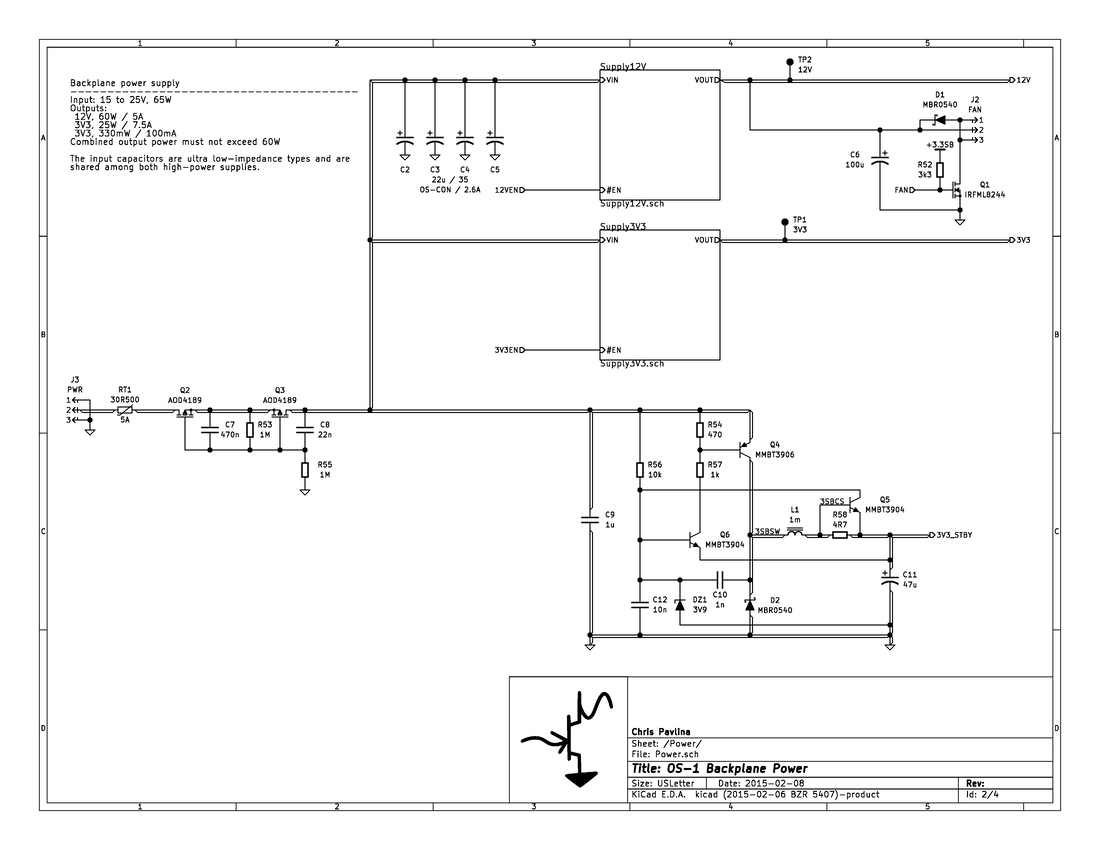 1 2 3 4 5
A
B
C
D
A
B
C
D
Backplane power supply
Input: 15 to 25V, 65W
Outputs:
12V, 60W / 5A
3V3, 25W / 7.5A
3V3, 330mW / 100mA
Combined output power must not exceed 60W
The input capacitors are ultra low-impedance types and are
shared among both high-power supplies.
C2 C3 C4 C5
22u / 35
OS-CON / 2.6A
Supply12V
VIN VOUT
12VEN #EN
Supply12V.sch
TP2
12V
12V
D1
MBR0540
J2
FAN
1
2
3
C6
100u
+3.3SB
R52
3k3
FAN
Q1
IRFML8244
Supply3V3
VIN VOUT
3V3EN #EN
Supply3V3.sch
TP1
3V3
3V3
J3
PWR
1
2
3
RT1
30R500
5A
Q2
AOD4189
Q3
AOD4189
C7
470n
R53
1M
C8
22n
R55
1M
C9
1u
R54
470
R56
10k
R57
1k
Q4
MMBT3906
Q6
MMBT3904
3SBSW
L1
1m
3SBCS
R58
4R7
Q5
MMBT3904
3V3_STBY
C11
47u
C12
10n
DZ1
3V9
C10
1n
D2
MBR0540
Chris Pavlina
Sheet: /Power/
File: Power.sch
Title: OS-1 Backplane Power
Size: USLetter Date: 2015-02-08 Rev:
KiCad E.D.A. kicad (2015-02-06 BZR 5407)-product Id: 2/4
1 2 3 4 5